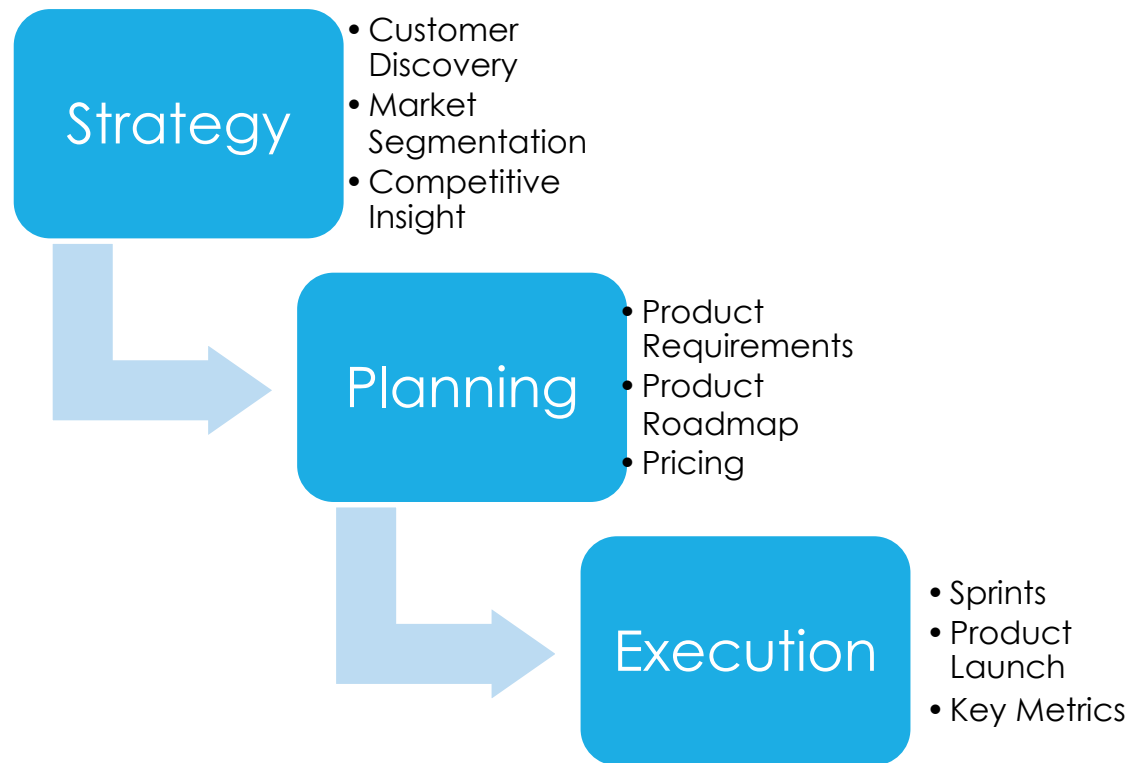 Strategy
• Customer
Discovery
• Market
Segmentation
• Competitive
Insight
Planning
• Product
Requirements
• Product
Roadmap
• Pricing
Execution
• Sprints
• Product
Launch
• Key Metrics